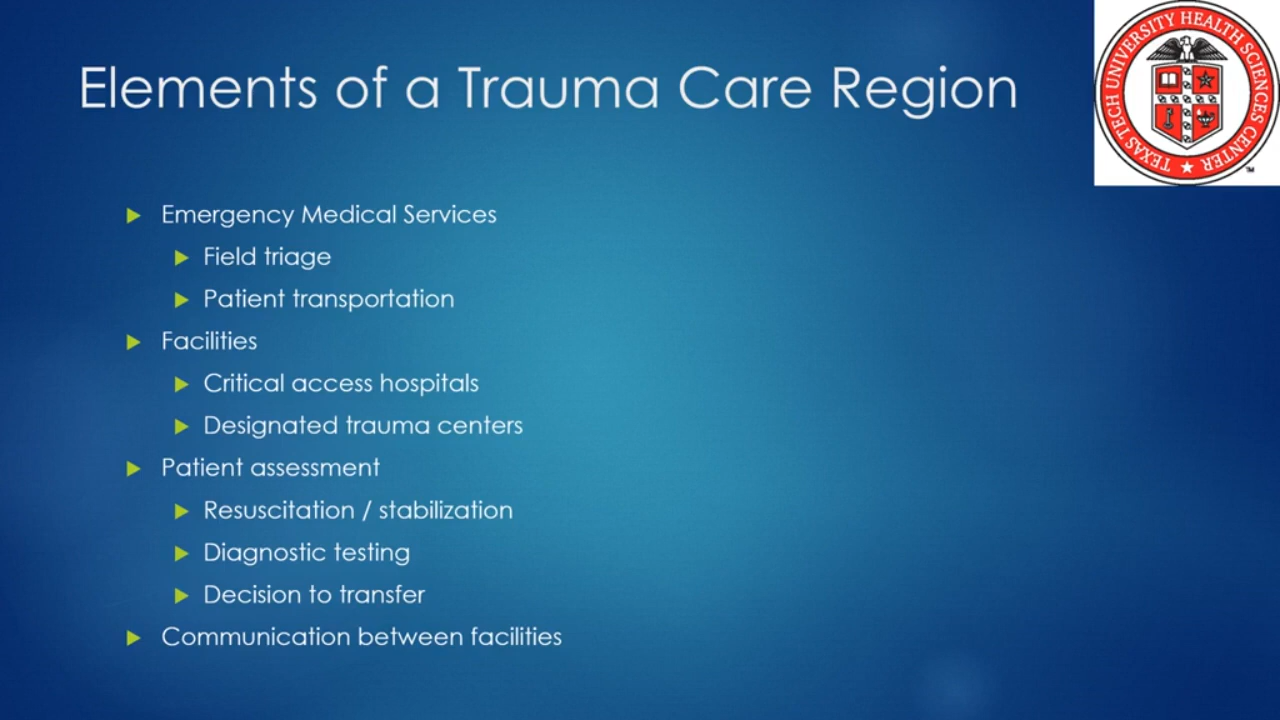 Elements of a Trauma Care Region
TEXAS TECH UNIVERSITY HEALTH SCIENCES CENTER
TM
Emergency Medical Services
Field triage
Patient transportation
Facilities
Critical access hospitals
Designated trauma centers
Patient assessment
Resuscitation / stabilization
Diagnostic testing
Decision to transfer
Communication between facilities